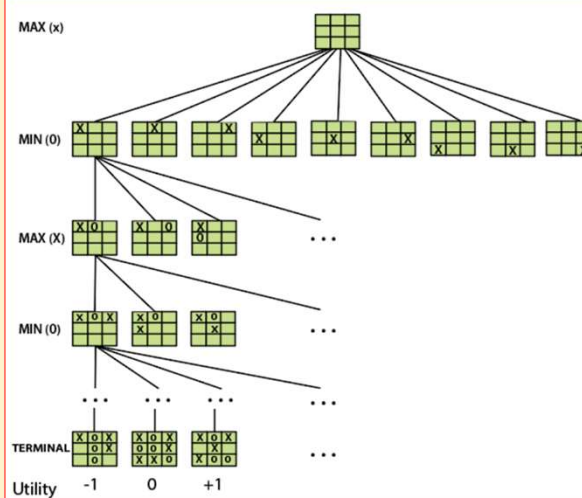 MAX (x)
MIN (0)
X
X
X
X
X
X
X
X
MAX (X)
X O
X O
X
O
...
MIN (0)
X O X
X O
X
X O
X
...
... ... ... ...
TERMINAL
X O X
O X
O
X O X
O O X
X X O
X O X
X
X O O
...
Utility -1 0 +1